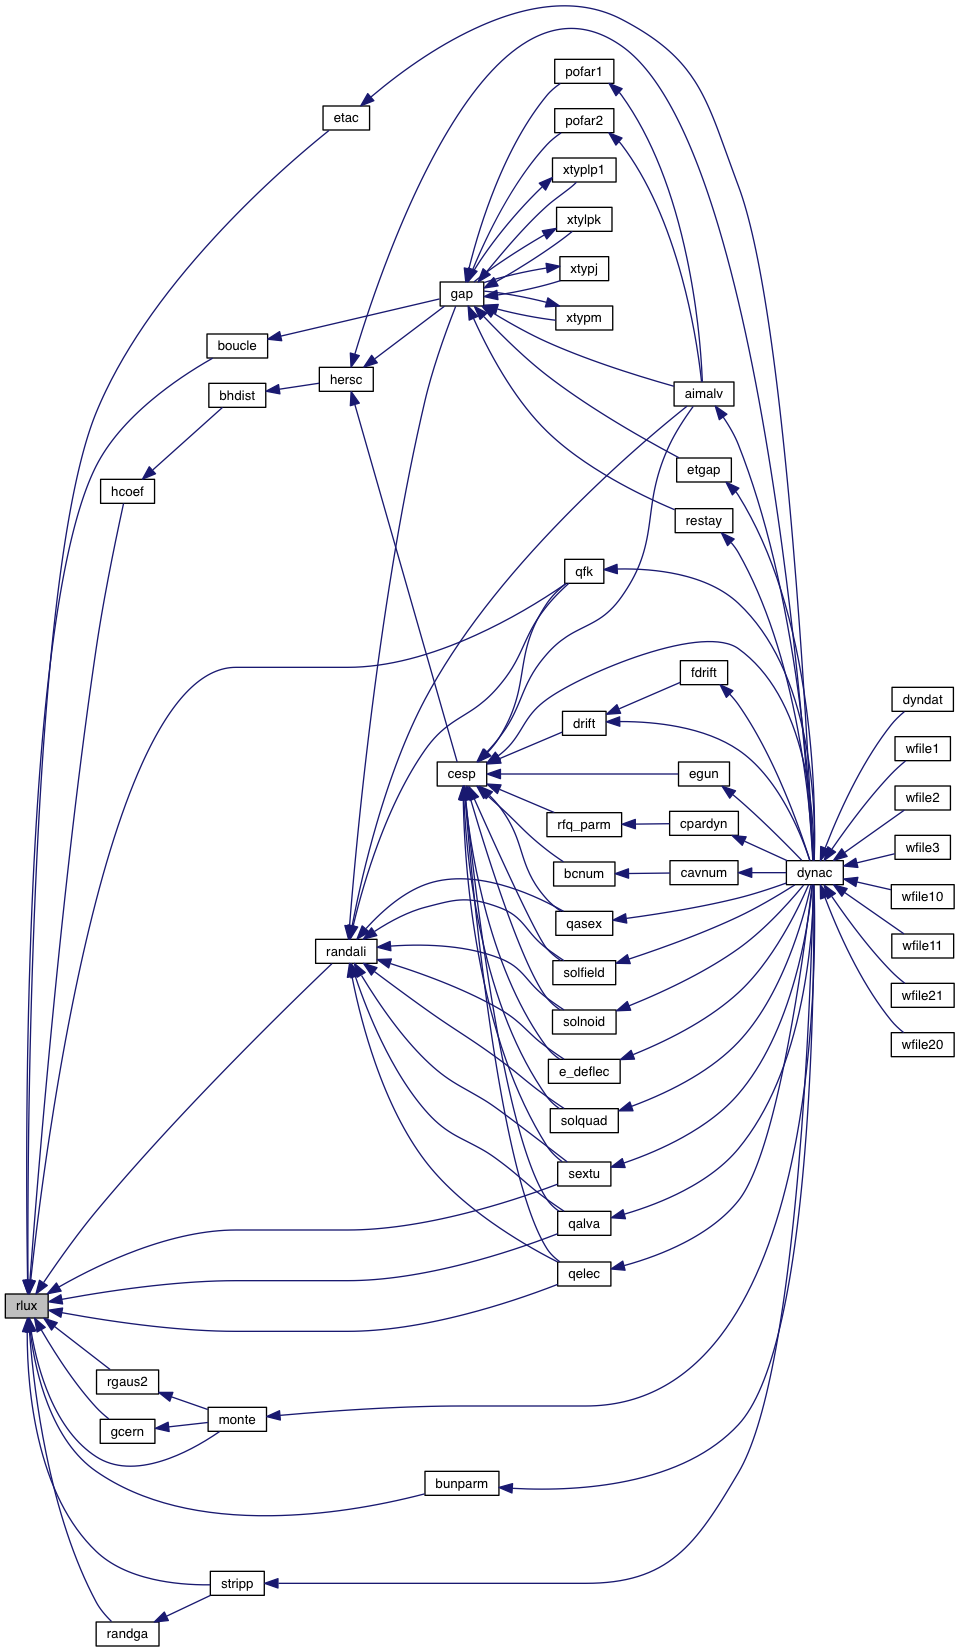 pofar1
etac
pofar2
xtyplp1
xtylpk
xtypj
gap
xtypm
boucle
hersc
bhdist
aimalv
etgap
hcoef
restay
qfk
fdrift
dyndat
drift
wfile1
cesp
egun
wfile2
rfq_parm
cpardyn
wfile3
bcnum
cavnum
dynac
wfile10
qasex
wfile11
randali
solfield
wfile21
solnoid
wfile20
e_deflec
solquad
sextu
qalva
qelec
rlux
rgaus2
monte
gcern
bunparm
stripp
randga